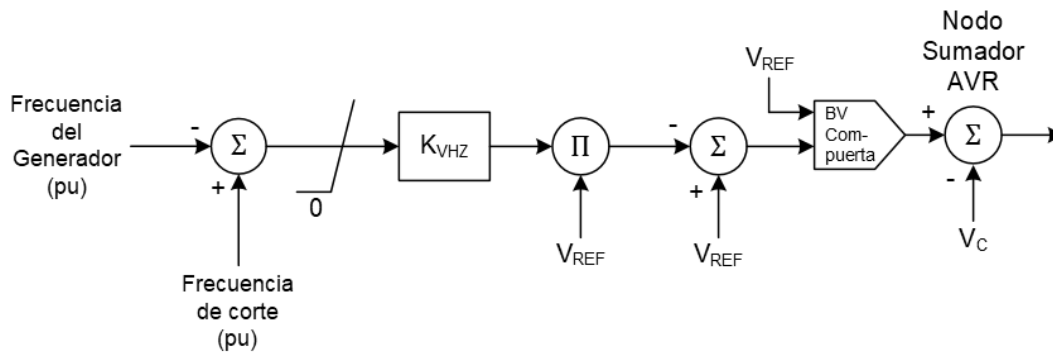 Nodo
Sumador
AVR
V_REF
Frecuencia
del
Generador
(pu)
-
Σ
+
0
K_VHZ
Π
V_REF
-
Σ
+
V_REF
BV
Com-
puerta
+
Σ
-
V_C
Frecuencia
de corte
(pu)